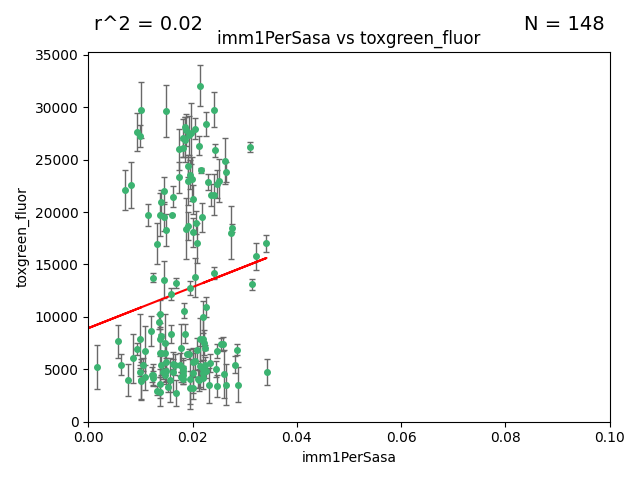 r^2 = 0.02
N = 148
imm1PerSasa vs toxgreen_fluor
35000
30000
25000
20000
15000
10000
5000
0
toxgreen_fluor
0.00
0.02
0.04
0.06
0.08
0.10
imm1PerSasa